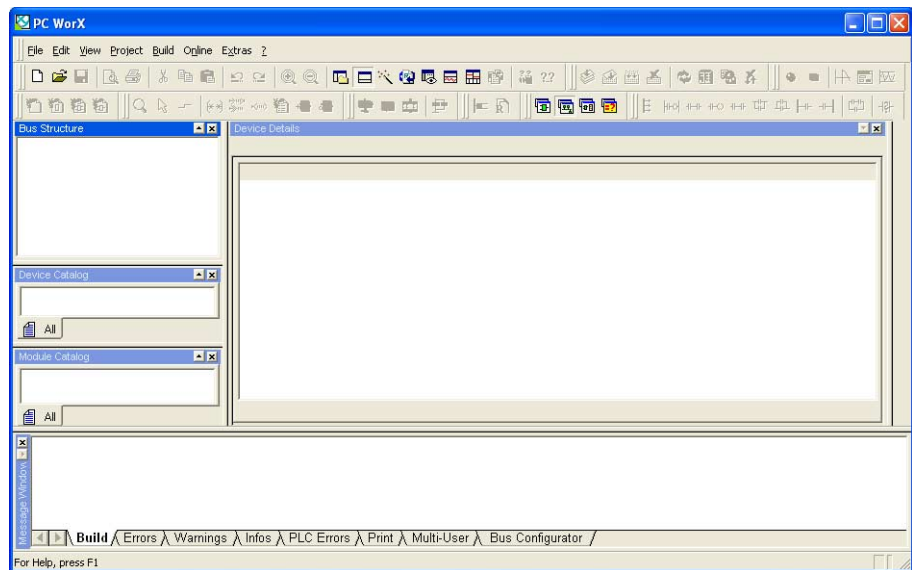 PC WorX
File Edit View Project Build Online Extras ?
Bus Structure
Device Details
Device Catalog
All
Module Catalog
All
Message Window
Build Errors Warnings Infos PLC Errors Print Multi-User Bus Configurator
For Help, press F1